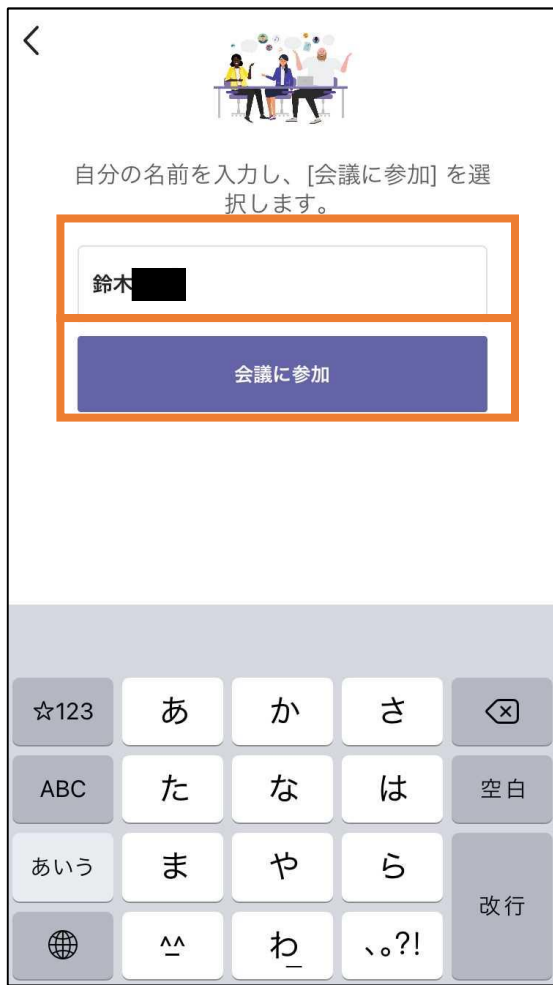 自分の名前を入力し、[会議に参加] を選
択します。
鈴木
会議に参加
☆123 あ か さ
ABC た な は 空白
あいう ま や ら 改行
^_^ わ_ 、。?!